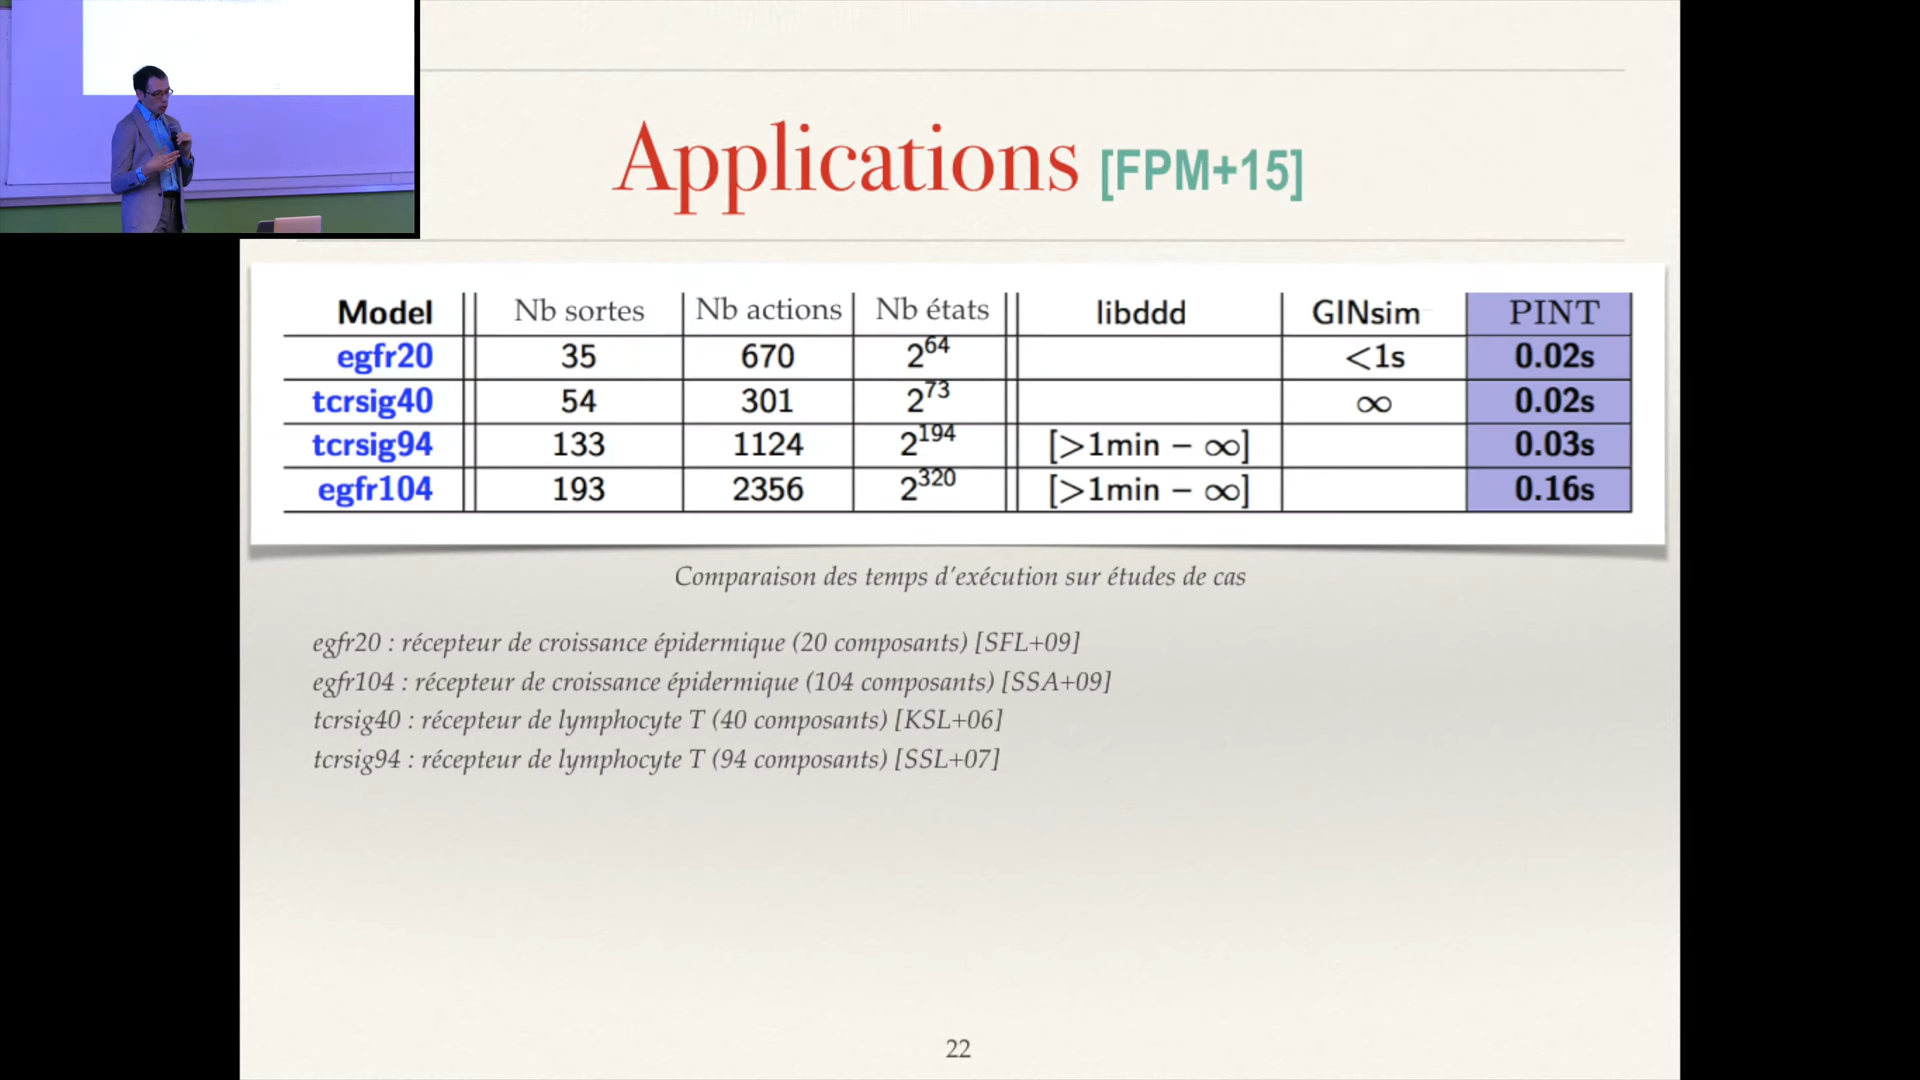 Applications [FPM+15]
Model Nb sortes Nb actions Nb états libddd GINsim PINT
egfr20 35 670 2^64 <1s 0.02s
tcrsig40 54 301 2^73 ∞ 0.02s
tcrsig94 133 1124 2^194 [>1min – ∞] 0.03s
egfr104 193 2356 2^320 [>1min – ∞] 0.16s
Comparaison des temps d'exécution sur études de cas
egfr20 : récepteur de croissance épidermique (20 composants) [SFL+09]
egfr104 : récepteur de croissance épidermique (104 composants) [SSA+09]
tcrsig40 : récepteur de lymphocyte T (40 composants) [KSL+06]
tcrsig94 : récepteur de lymphocyte T (94 composants) [SSL+07]
22